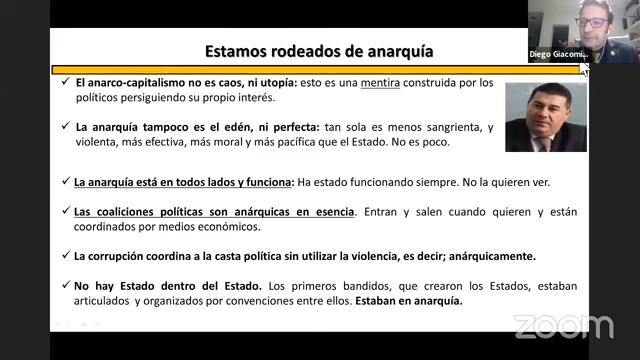 Diego Giacomi...
Estamos rodeados de anarquía
✓ El anarco-capitalismo no es caos, ni utopía: esto es una mentira construida por los
políticos persiguiendo su propio interés.
✓ La anarquía tampoco es el edén, ni perfecta: tan sola es menos sangrienta, y
violenta, más efectiva, más moral y más pacífica que el Estado. No es poco.
✓ La anarquía está en todos lados y funciona: Ha estado funcionando siempre. No la quieren ver.
✓ Las coaliciones políticas son anárquicas en esencia. Entran y salen cuando quieren y están
coordinados por medios económicos.
✓ La corrupción coordina a la casta política sin utilizar la violencia, es decir; anárquicamente.
✓ No hay Estado dentro del Estado. Los primeros bandidos, que crearon los Estados, estaban
articulados y organizados por convenciones entre ellos. Estaban en anarquía.
zoom